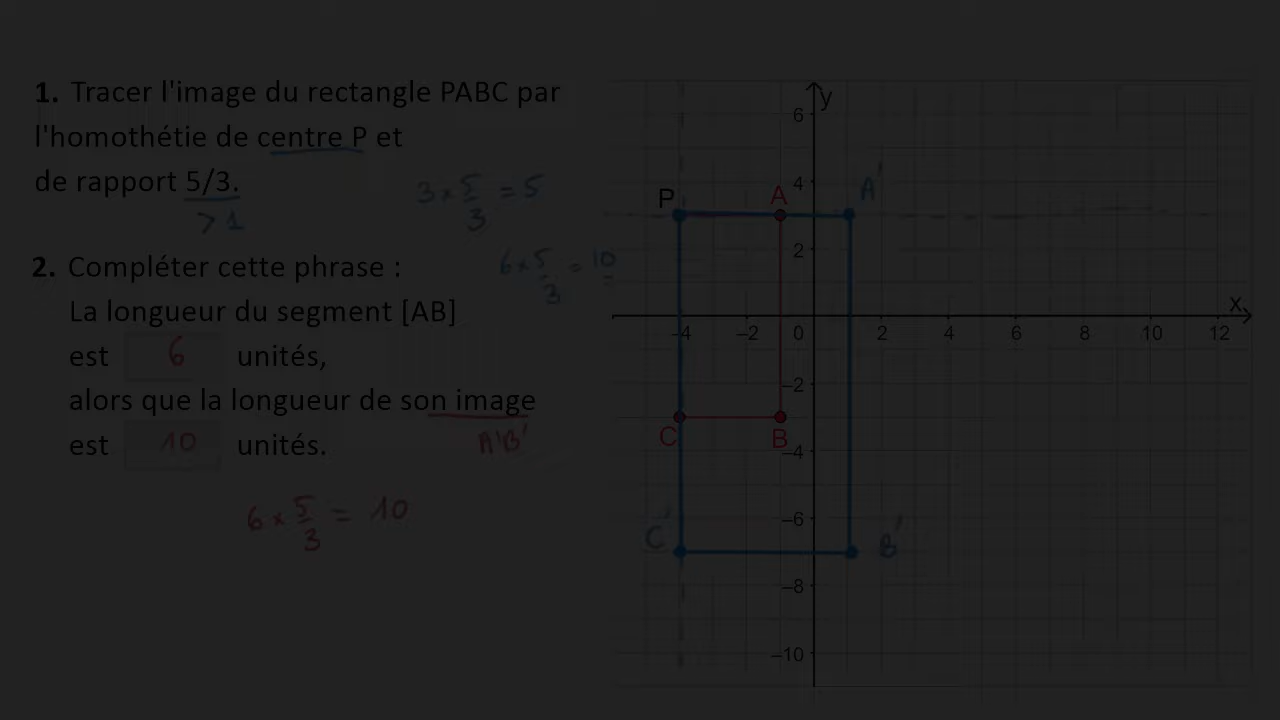 1. Tracer l'image du rectangle PABC par
l'homothétie de centre P et
de rapport 5/3.
> 1
3 × 5/3 = 5
2. Compléter cette phrase :
6 × 5/3 = 10
La longueur du segment [AB]
est 6 unités,
alors que la longueur de son image
est 10 unités.
A'B'
6 × 5/3 = 10
y
6
4
2
P A A'
x
-4 -2 0 2 4 6 8 10 12
-2
C B
-4
-6
C' B'
-8
-10